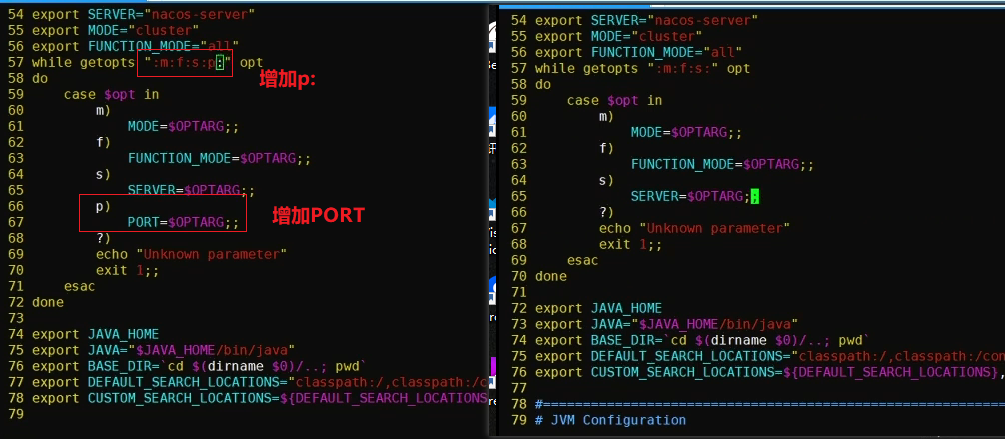 54 export SERVER="nacos-server"
55 export MODE="cluster"
56 export FUNCTION_MODE="all"
57 while getopts ":m:f:s:p:" opt
增加p:
58 do
59     case $opt in
60         m)
61             MODE=$OPTARG;;
62         f)
63             FUNCTION_MODE=$OPTARG;;
64         s)
65             SERVER=$OPTARG;;
66         p)
67             PORT=$OPTARG;;
增加PORT
68         ?)
69         echo "Unknown parameter"
70         exit 1;;
71     esac
72 done
73
74 export JAVA_HOME
75 export JAVA="$JAVA_HOME/bin/java"
76 export BASE_DIR=`cd $(dirname $0)/..; pwd`
77 export DEFAULT_SEARCH_LOCATIONS="classpath:/,classpath:/c
78 export CUSTOM_SEARCH_LOCATIONS=${DEFAULT_SEARCH_LOCATIONS
79
54 export SERVER="nacos-server"
55 export MODE="cluster"
56 export FUNCTION_MODE="all"
57 while getopts ":m:f:s:" opt
58 do
59     case $opt in
60         m)
61             MODE=$OPTARG;;
62         f)
63             FUNCTION_MODE=$OPTARG;;
64         s)
65             SERVER=$OPTARG;;
66         ?)
67         echo "Unknown parameter"
68         exit 1;;
69     esac
70 done
71
72 export JAVA_HOME
73 export JAVA="$JAVA_HOME/bin/java"
74 export BASE_DIR=`cd $(dirname $0)/..; pwd`
75 export DEFAULT_SEARCH_LOCATIONS="classpath:/,classpath:/con
76 export CUSTOM_SEARCH_LOCATIONS=${DEFAULT_SEARCH_LOCATIONS},
77
78 #==========================================================
79 # JVM Configuration